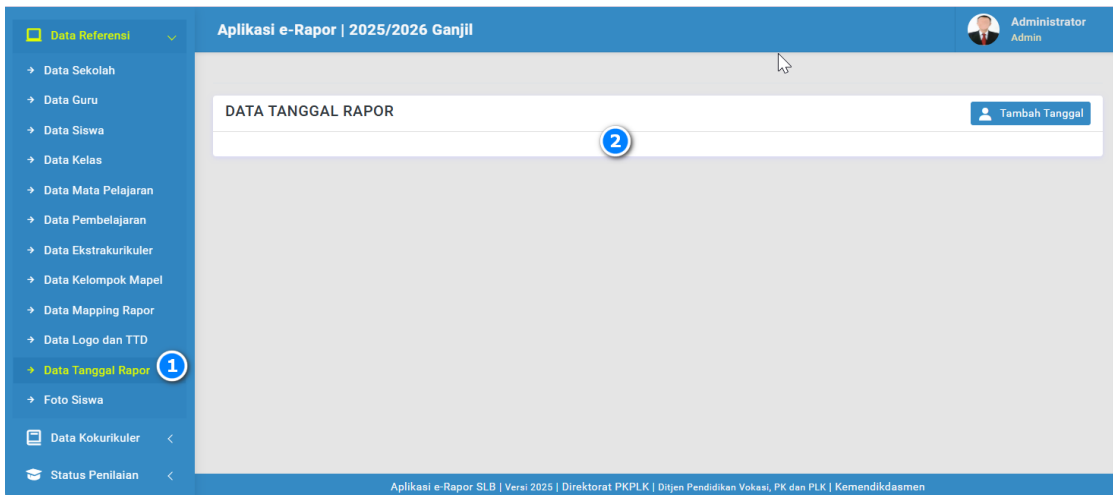 Data Referensi
Aplikasi e-Rapor | 2025/2026 Ganjil
Administrator
Admin
Data Sekolah
Data Guru
Data Siswa
Data Kelas
Data Mata Pelajaran
Data Pembelajaran
Data Ekstrakurikuler
Data Kelompok Mapel
Data Mapping Rapor
Data Logo dan TTD
Data Tanggal Rapor 1
Foto Siswa
Data Kokurikuler
Status Penilaian
DATA TANGGAL RAPOR
Tambah Tanggal
2
Aplikasi e-Rapor SLB | Versi 2025 | Direktorat PKPLK | Ditjen Pendidikan Vokasi, PK dan PLK | Kemendikdasmen